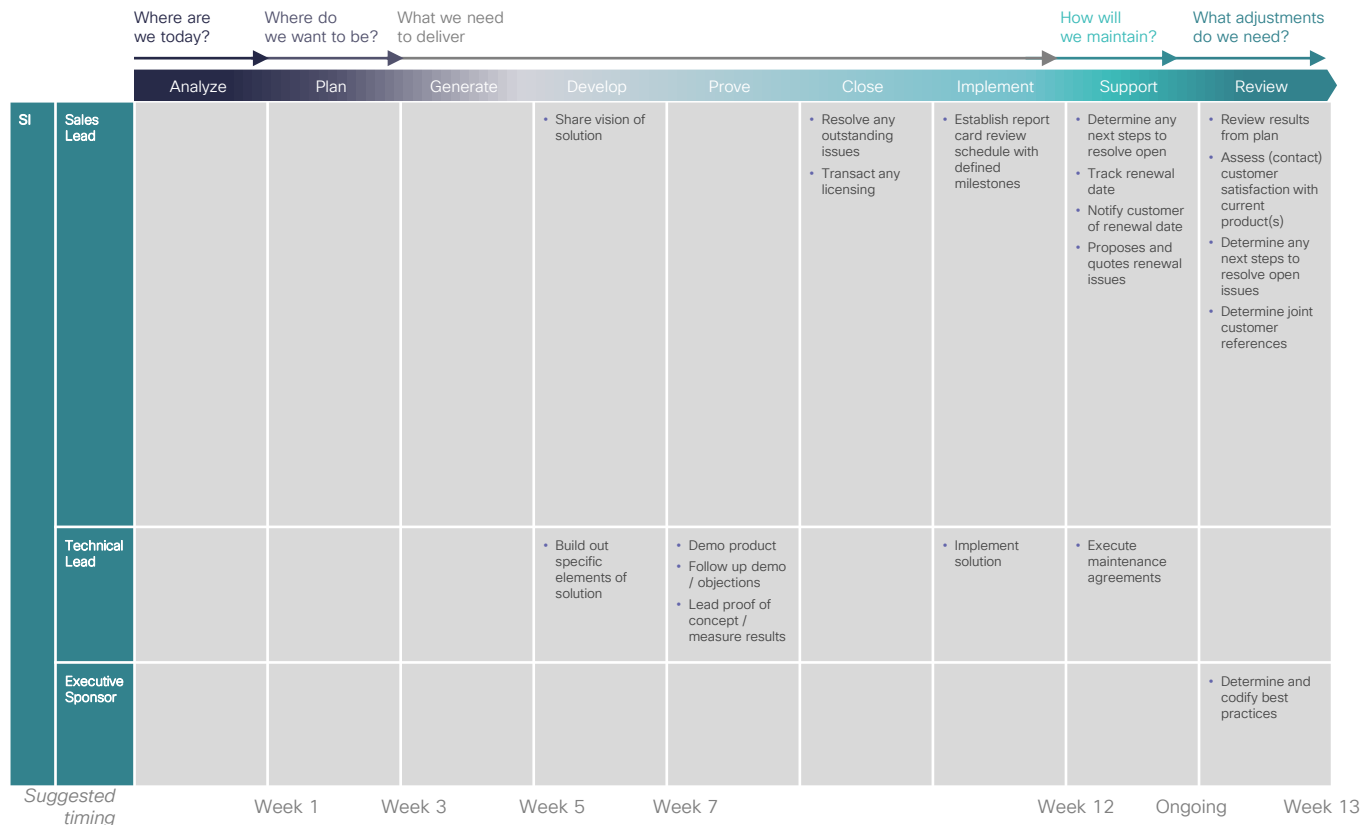 Where are
we today?
Where do
we want to be?
What we need
to deliver
How will
we maintain?
What adjustments
do we need?
Analyze
Plan
Generate
Develop
Prove
Close
Implement
Support
Review
SI
Sales
Lead
• Share vision of
solution
• Resolve any
outstanding
issues
• Transact any
licensing
• Establish report
card review
schedule with
defined
milestones
• Determine any
next steps to
resolve open
• Track renewal
date
• Notify customer
of renewal date
• Proposes and
quotes renewal
issues
• Review results
from plan
• Assess (contact)
customer
satisfaction with
current
product(s)
• Determine any
next steps to
resolve open
issues
• Determine joint
customer
references
Technical
Lead
• Build out
specific
elements of
solution
• Demo product
• Follow up demo
/ objections
• Lead proof of
concept /
measure results
• Implement
solution
• Execute
maintenance
agreements
Executive
Sponsor
• Determine and
codify best
practices
Suggested
timing
Week 1
Week 3
Week 5
Week 7
Week 12
Ongoing
Week 13